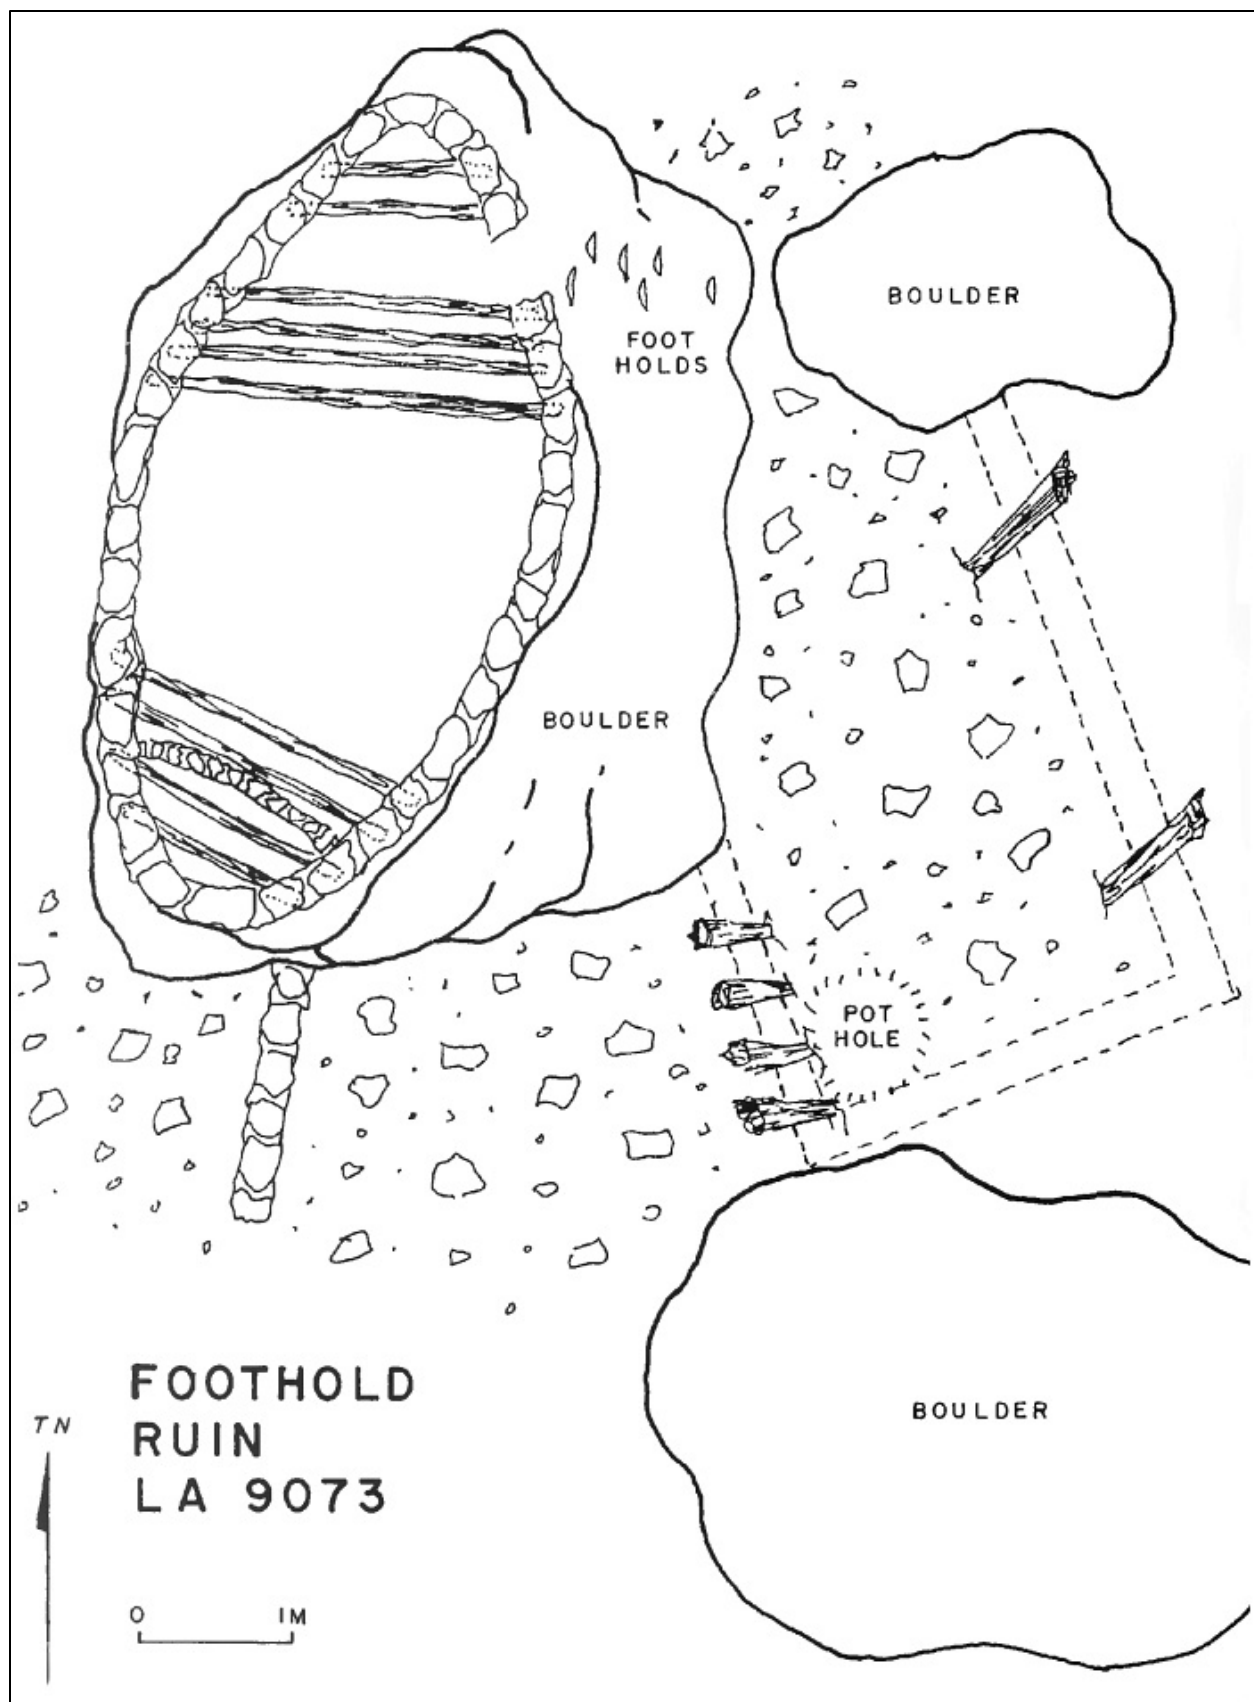 BOULDER
FOOT
HOLDS
BOULDER
POT
HOLE
FOOTHOLD
RUIN
LA 9073
TN
BOULDER
0 1M